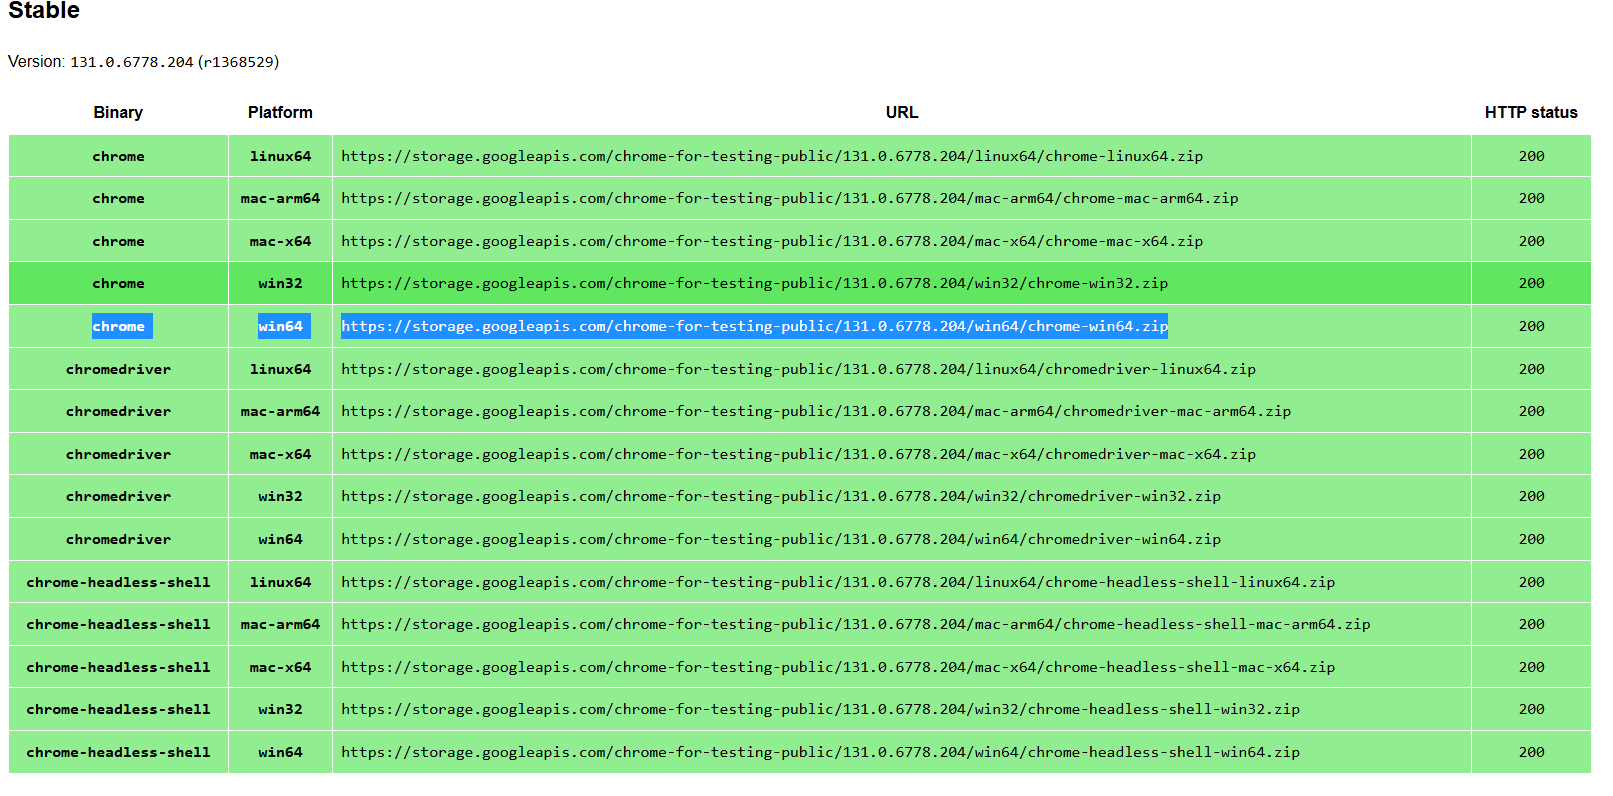 Stable
Version: 131.0.6778.204 (r1368529)
Binary Platform URL HTTP status
chrome linux64 https://storage.googleapis.com/chrome-for-testing-public/131.0.6778.204/linux64/chrome-linux64.zip 200
chrome mac-arm64 https://storage.googleapis.com/chrome-for-testing-public/131.0.6778.204/mac-arm64/chrome-mac-arm64.zip 200
chrome mac-x64 https://storage.googleapis.com/chrome-for-testing-public/131.0.6778.204/mac-x64/chrome-mac-x64.zip 200
chrome win32 https://storage.googleapis.com/chrome-for-testing-public/131.0.6778.204/win32/chrome-win32.zip 200
chrome win64 https://storage.googleapis.com/chrome-for-testing-public/131.0.6778.204/win64/chrome-win64.zip 200
chromedriver linux64 https://storage.googleapis.com/chrome-for-testing-public/131.0.6778.204/linux64/chromedriver-linux64.zip 200
chromedriver mac-arm64 https://storage.googleapis.com/chrome-for-testing-public/131.0.6778.204/mac-arm64/chromedriver-mac-arm64.zip 200
chromedriver mac-x64 https://storage.googleapis.com/chrome-for-testing-public/131.0.6778.204/mac-x64/chromedriver-mac-x64.zip 200
chromedriver win32 https://storage.googleapis.com/chrome-for-testing-public/131.0.6778.204/win32/chromedriver-win32.zip 200
chromedriver win64 https://storage.googleapis.com/chrome-for-testing-public/131.0.6778.204/win64/chromedriver-win64.zip 200
chrome-headless-shell linux64 https://storage.googleapis.com/chrome-for-testing-public/131.0.6778.204/linux64/chrome-headless-shell-linux64.zip 200
chrome-headless-shell mac-arm64 https://storage.googleapis.com/chrome-for-testing-public/131.0.6778.204/mac-arm64/chrome-headless-shell-mac-arm64.zip 200
chrome-headless-shell mac-x64 https://storage.googleapis.com/chrome-for-testing-public/131.0.6778.204/mac-x64/chrome-headless-shell-mac-x64.zip 200
chrome-headless-shell win32 https://storage.googleapis.com/chrome-for-testing-public/131.0.6778.204/win32/chrome-headless-shell-win32.zip 200
chrome-headless-shell win64 https://storage.googleapis.com/chrome-for-testing-public/131.0.6778.204/win64/chrome-headless-shell-win64.zip 200